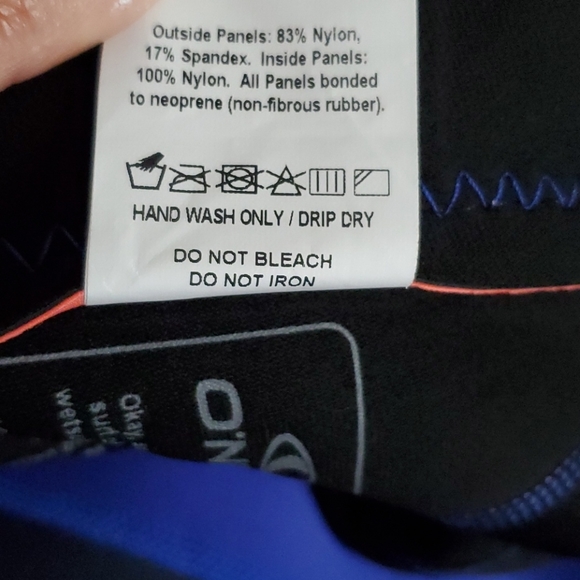 Outside Panels: 83% Nylon,
17% Spandex. Inside Panels:
100% Nylon. All Panels bonded
to neoprene (non-fibrous rubber).
HAND WASH ONLY / DRIP DRY
DO NOT BLEACH
DO NOT IRON
O'N
Okay